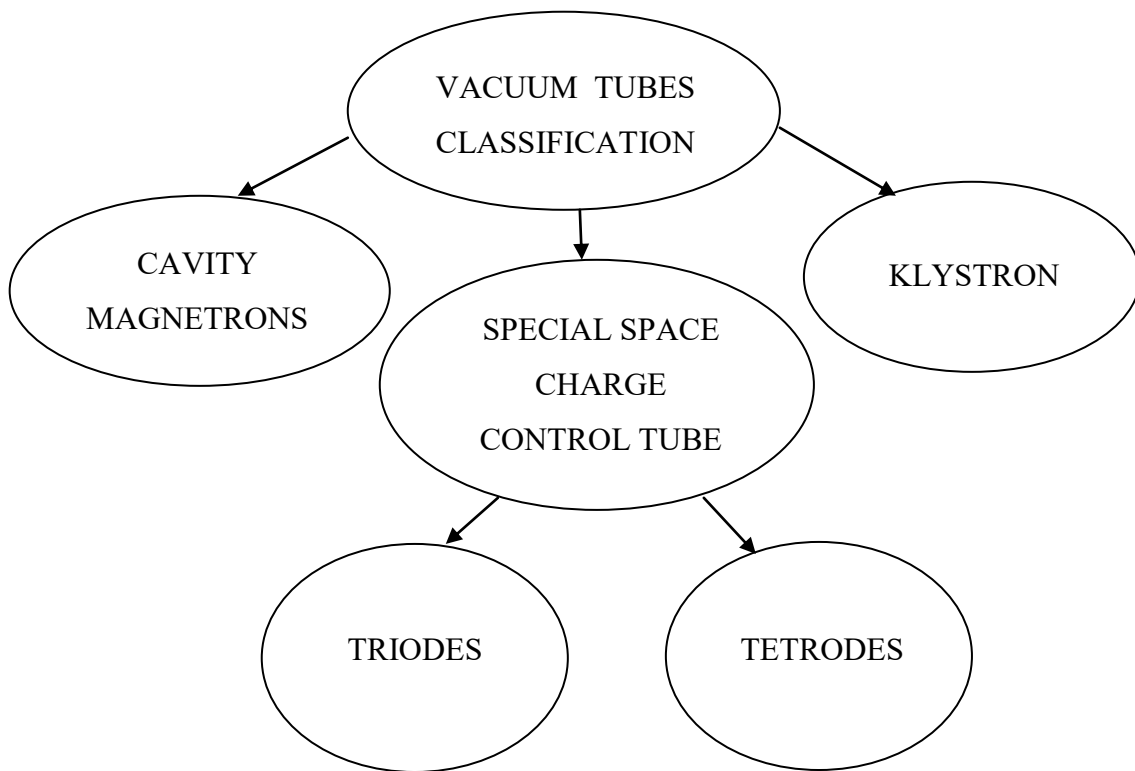 VACUUM TUBES
CLASSIFICATION
CAVITY
MAGNETRONS
KLYSTRON
SPECIAL SPACE
CHARGE
CONTROL TUBE
TRIODES
TETRODES